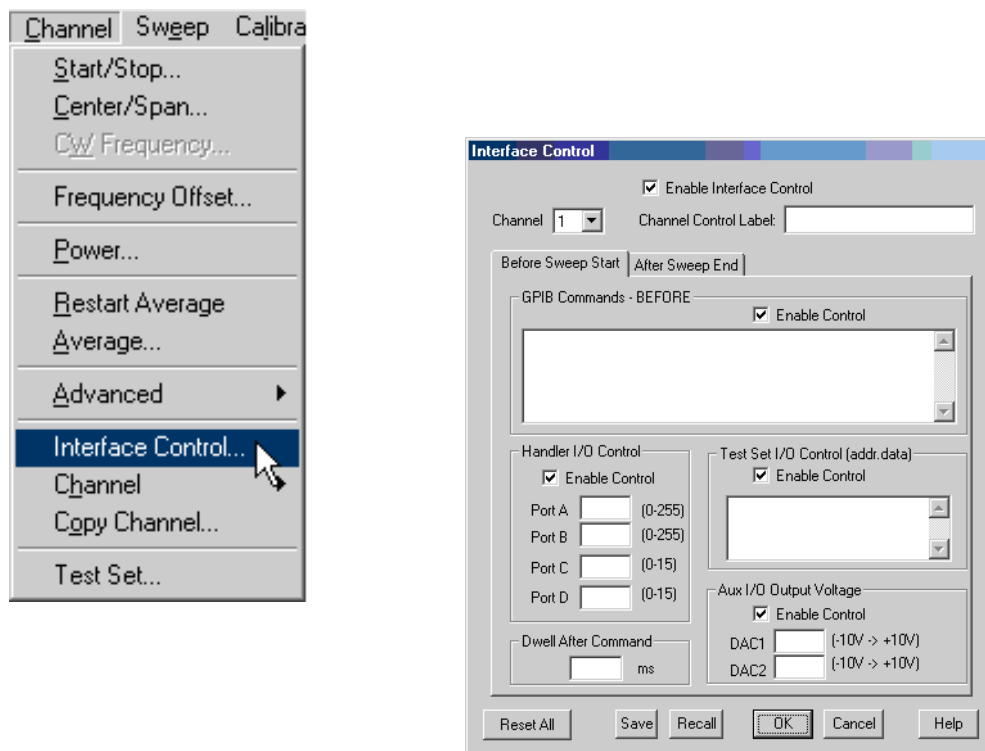 Channel Sweep Calibra
Start/Stop...
Center/Span...
CW Frequency...
Frequency Offset...
Power...
Restart Average
Average...
Advanced
Interface Control...
Channel
Copy Channel...
Test Set...
Interface Control
Enable Interface Control
Channel 1 Channel Control Label:
Before Sweep Start After Sweep End
GPIB Commands - BEFORE
Enable Control
Handler I/O Control
Enable Control
Port A (0-255)
Port B (0-255)
Port C (0-15)
Port D (0-15)
Test Set I/O Control (addr.data)
Enable Control
Dwell After Command
ms
Aux I/O Output Voltage
Enable Control
DAC1 (-10V -> +10V)
DAC2 (-10V -> +10V)
Reset All Save Recall OK Cancel Help